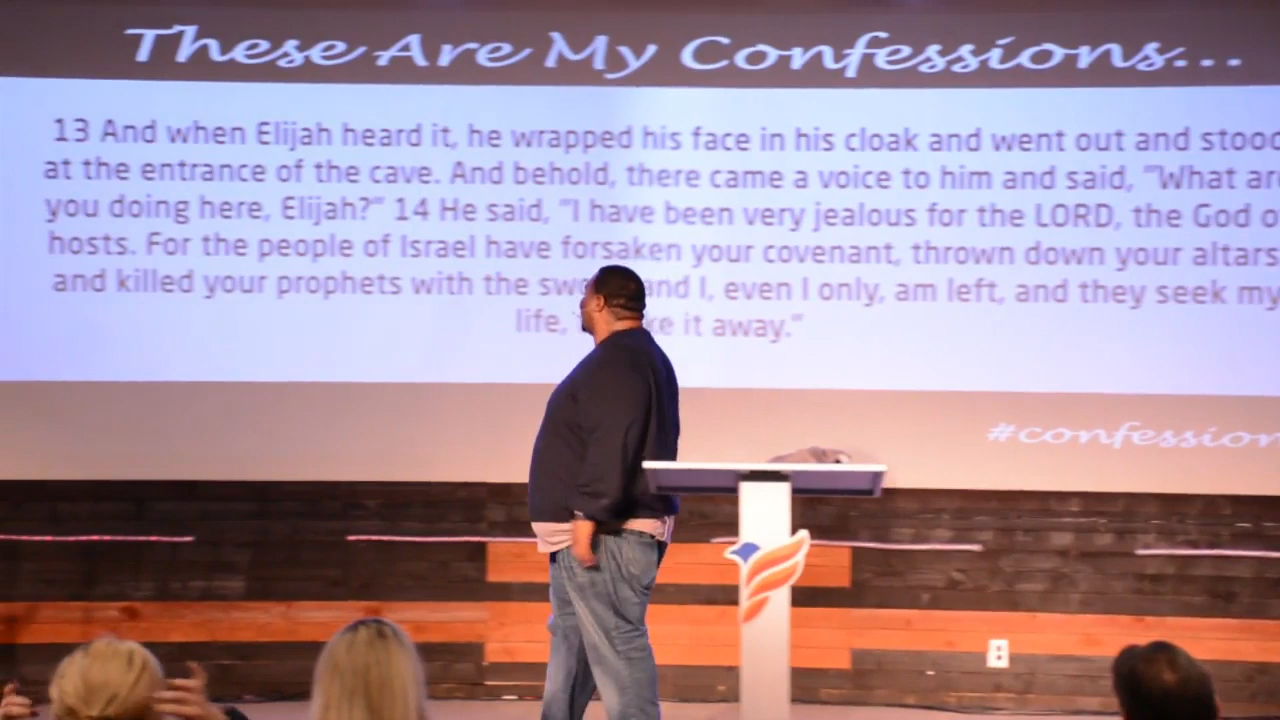 These Are My Confessions...
13 And when Elijah heard it, he wrapped his face in his cloak and went out and stood
at the entrance of the cave. And behold, there came a voice to him and said, "What are
you doing here, Elijah?" 14 He said, "I have been very jealous for the LORD, the God o
hosts. For the people of Israel have forsaken your covenant, thrown down your altars
and killed your prophets with the and I, even I only, am left, and they seek my
life, it away."
#confession